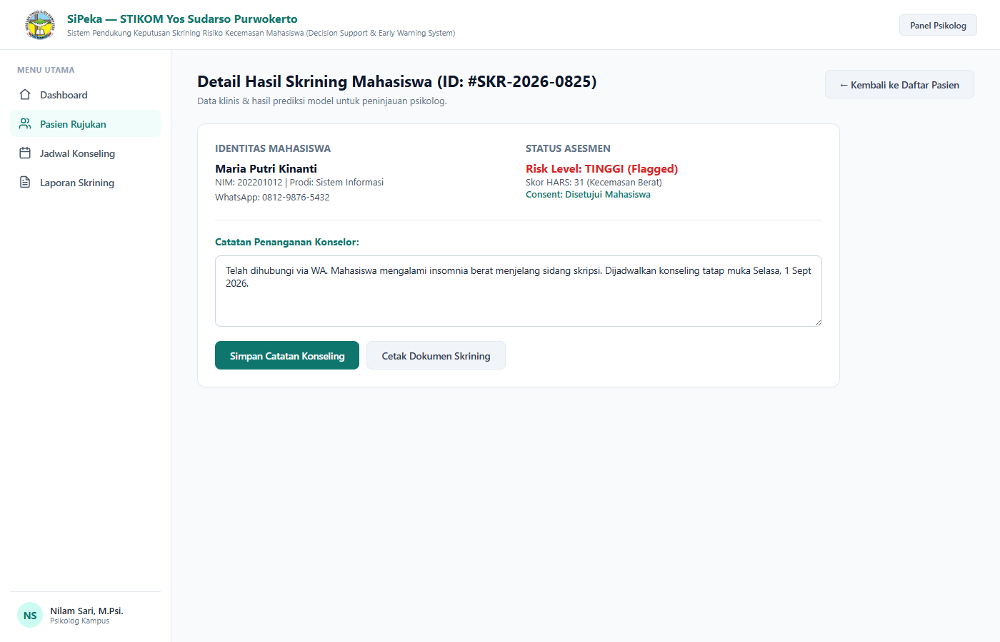 SiPeka — STIKOM Yos Sudarso Purwokerto
Sistem Pendukung Keputusan Skrining Risiko Kecemasan Mahasiswa (Decision Support & Early Warning System)
Panel Psikolog
MENU UTAMA
Dashboard
Pasien Rujukan
Jadwal Konseling
Laporan Skrining
Detail Hasil Skrining Mahasiswa (ID: #SKR-2026-0825)
Data klinis & hasil prediksi model untuk peninjauan psikolog.
← Kembali ke Daftar Pasien
IDENTITAS MAHASISWA
Maria Putri Kinanti
NIM: 202201012 | Prodi: Sistem Informasi
WhatsApp: 0812-9876-5432
STATUS ASESMEN
Risk Level: TINGGI (Flagged)
Skor HARS: 31 (Kecemasan Berat)
Consent: Disetujui Mahasiswa
Catatan Penanganan Konselor:
Telah dihubungi via WA. Mahasiswa mengalami insomnia berat menjelang sidang skripsi. Dijadwalkan konseling tatap muka Selasa, 1 Sept
2026.
Simpan Catatan Konseling
Cetak Dokumen Skrining
NS
Nilam Sari, M.Psi.
Psikolog Kampus